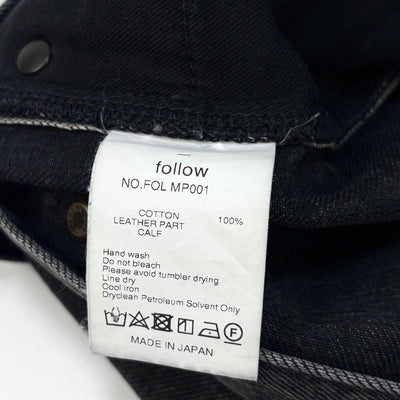 follow
NO.FOL MP001
COTTON 100%
LEATHER PART
CALF
Hand wash
Do not bleach
Please avoid tumbler drying
Line dry
Cool iron
Dryclean Petroleum Solvent Only
MADE IN JAPAN